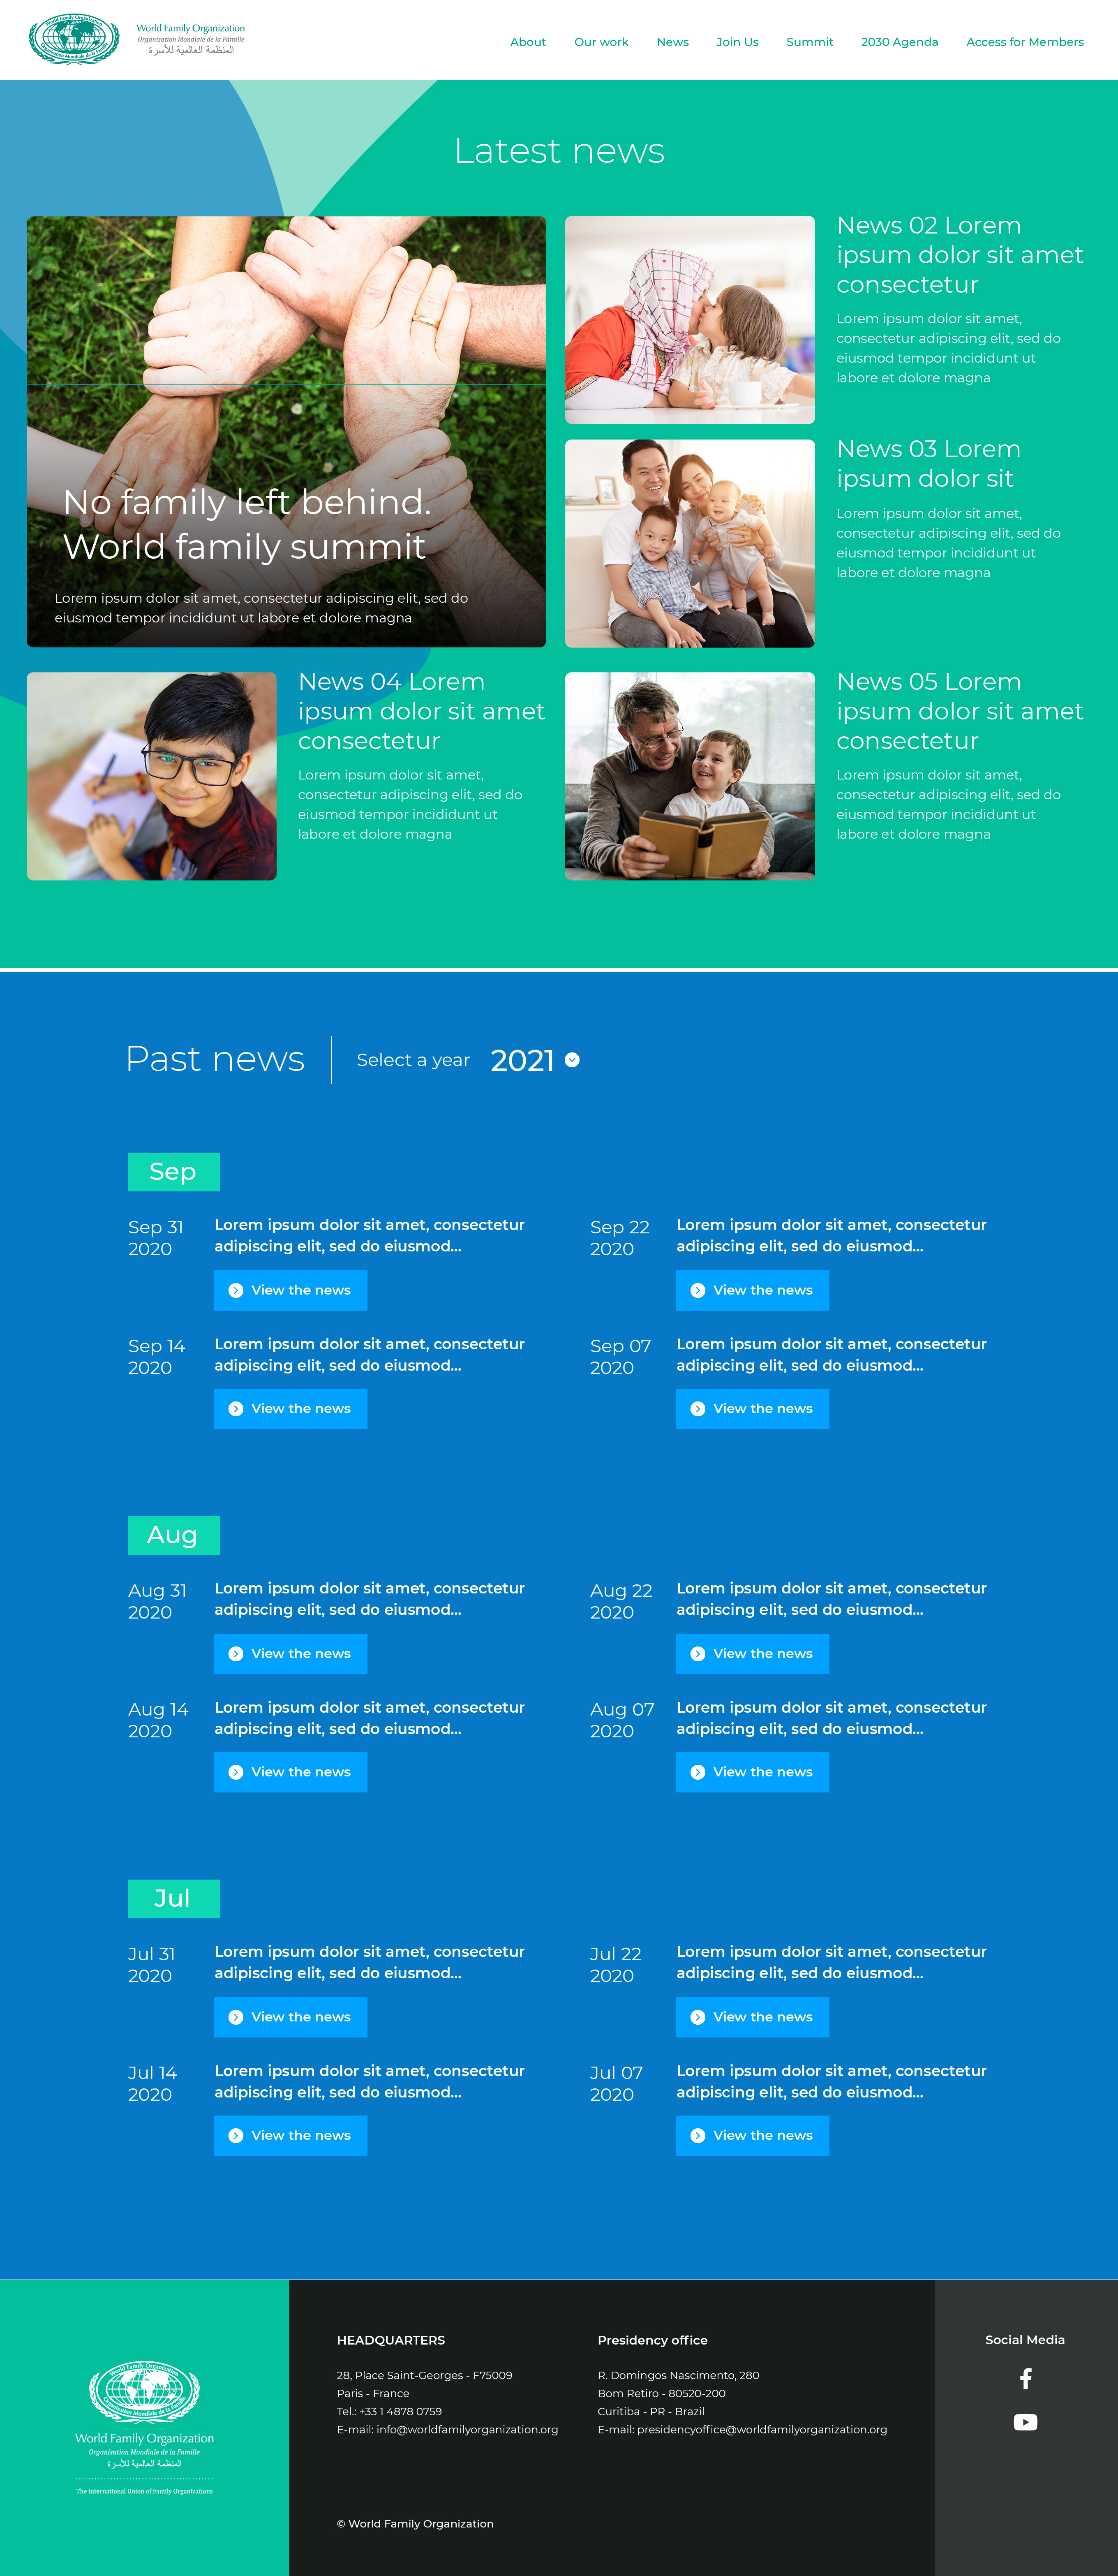 World Family Organization
Organisation Mondiale de la Famille
المنظمة العالمية للأسرة
About
Our work
News
Join Us
Summit
2030 Agenda
Access for Members
Latest news
No family left behind.
World family summit
Lorem ipsum dolor sit amet, consectetur adipiscing elit, sed do
eiusmod tempor incididunt ut labore et dolore magna
News 02 Lorem
ipsum dolor sit amet
consectetur
Lorem ipsum dolor sit amet,
consectetur adipiscing elit, sed do
eiusmod tempor incididunt ut
labore et dolore magna
News 03 Lorem
ipsum dolor sit
Lorem ipsum dolor sit amet,
consectetur adipiscing elit, sed do
eiusmod tempor incididunt ut
labore et dolore magna
News 04 Lorem
ipsum dolor sit amet
consectetur
Lorem ipsum dolor sit amet,
consectetur adipiscing elit, sed do
eiusmod tempor incididunt ut
labore et dolore magna
News 05 Lorem
ipsum dolor sit amet
consectetur
Lorem ipsum dolor sit amet,
consectetur adipiscing elit, sed do
eiusmod tempor incididunt ut
labore et dolore magna
Past news
Select a year
2021
Sep
Sep 31
2020
Lorem ipsum dolor sit amet, consectetur
adipiscing elit, sed do eiusmod...
View the news
Sep 22
2020
Lorem ipsum dolor sit amet, consectetur
adipiscing elit, sed do eiusmod...
View the news
Sep 14
2020
Lorem ipsum dolor sit amet, consectetur
adipiscing elit, sed do eiusmod...
View the news
Sep 07
2020
Lorem ipsum dolor sit amet, consectetur
adipiscing elit, sed do eiusmod...
View the news
Aug
Aug 31
2020
Lorem ipsum dolor sit amet, consectetur
adipiscing elit, sed do eiusmod...
View the news
Aug 22
2020
Lorem ipsum dolor sit amet, consectetur
adipiscing elit, sed do eiusmod...
View the news
Aug 14
2020
Lorem ipsum dolor sit amet, consectetur
adipiscing elit, sed do eiusmod...
View the news
Aug 07
2020
Lorem ipsum dolor sit amet, consectetur
adipiscing elit, sed do eiusmod...
View the news
Jul
Jul 31
2020
Lorem ipsum dolor sit amet, consectetur
adipiscing elit, sed do eiusmod...
View the news
Jul 22
2020
Lorem ipsum dolor sit amet, consectetur
adipiscing elit, sed do eiusmod...
View the news
Jul 14
2020
Lorem ipsum dolor sit amet, consectetur
adipiscing elit, sed do eiusmod...
View the news
Jul 07
2020
Lorem ipsum dolor sit amet, consectetur
adipiscing elit, sed do eiusmod...
View the news
World Family Organization
Organisation Mondiale de la Famille
World Family Organization
Organisation Mondiale de la Famille
المنظمة العالمية للأسرة
The International Union of Family Organizations
HEADQUARTERS
28, Place Saint-Georges - F75009
Paris - France
Tel.: +33 1 4878 0759
E-mail: info@worldfamilyorganization.org
Presidency office
R. Domingos Nascimento, 280
Bom Retiro - 80520-200
Curitiba - PR - Brazil
E-mail: presidencyoffice@worldfamilyorganization.org
© World Family Organization
Social Media